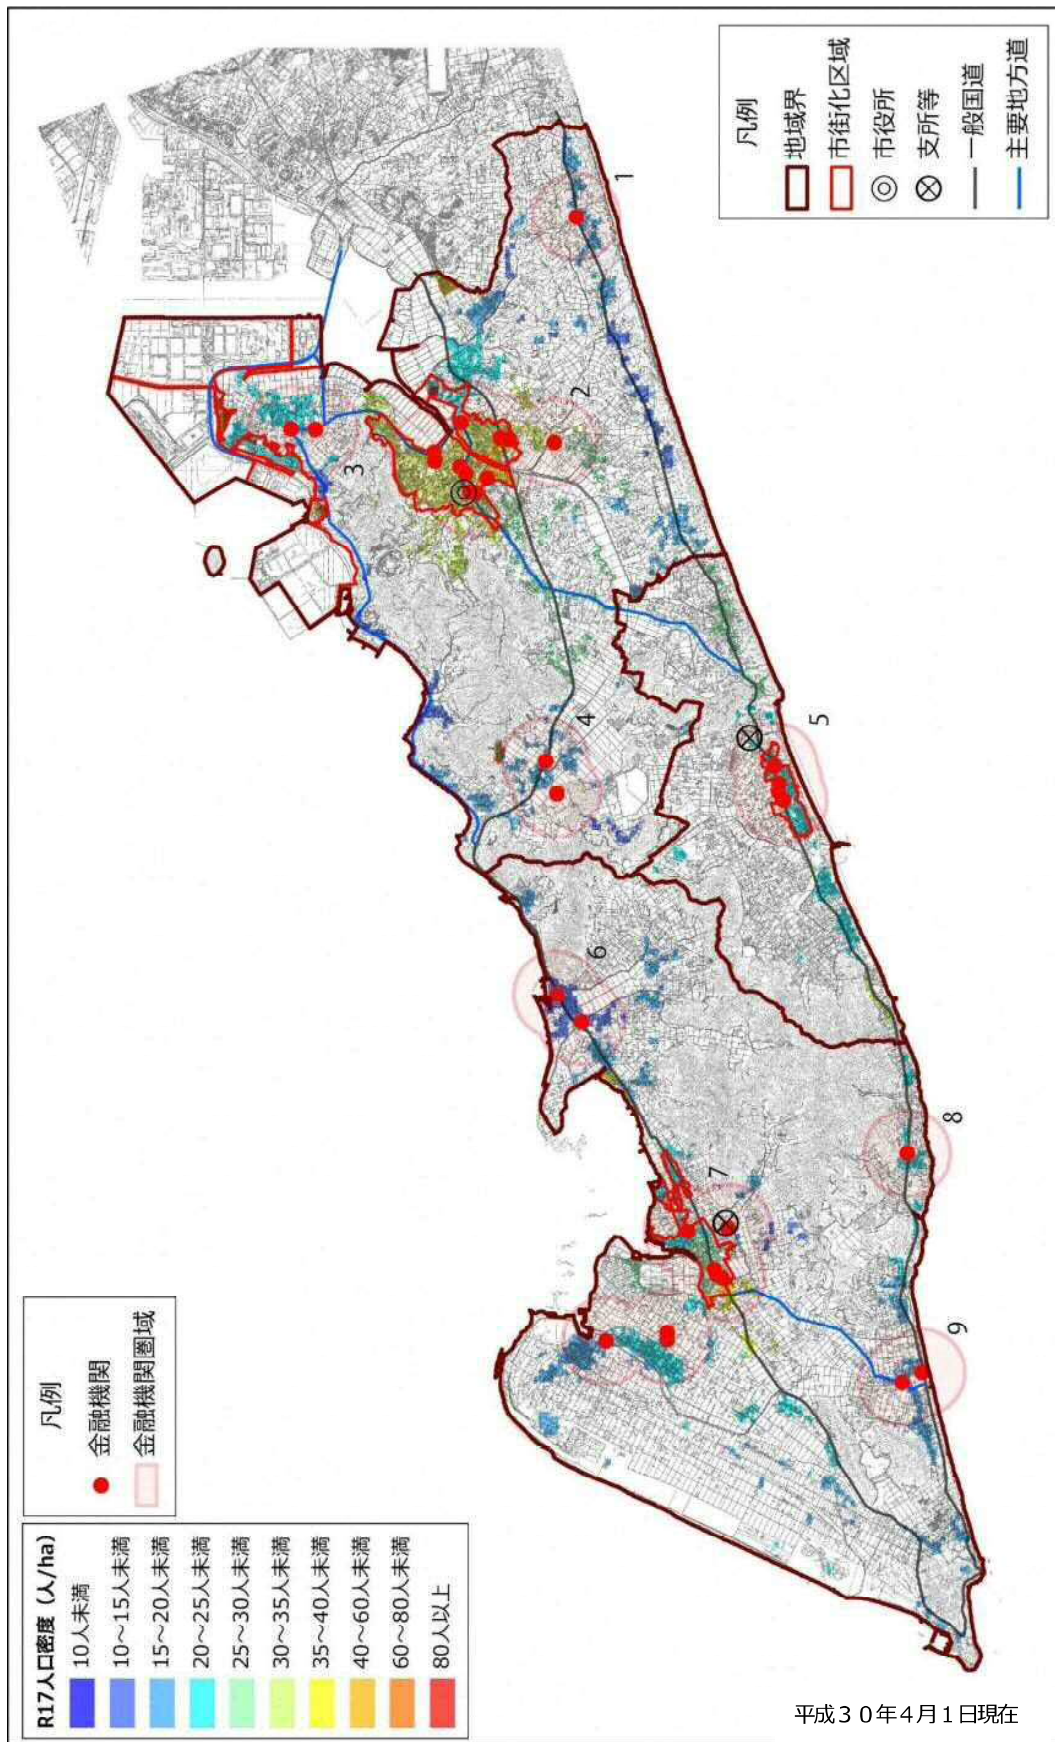 凡例
地域界
市街化区域
市役所
支所等
一般国道
主要地方道
1
2
3
4
5
6
7
8
9
凡例
金融機関
金融機関圏域
R17人口密度（人/ha）
10人未満
10～15人未満
15～20人未満
20～25人未満
25～30人未満
30～35人未満
35～40人未満
40～60人未満
60～80人未満
80人以上
平成３０年４月１日現在